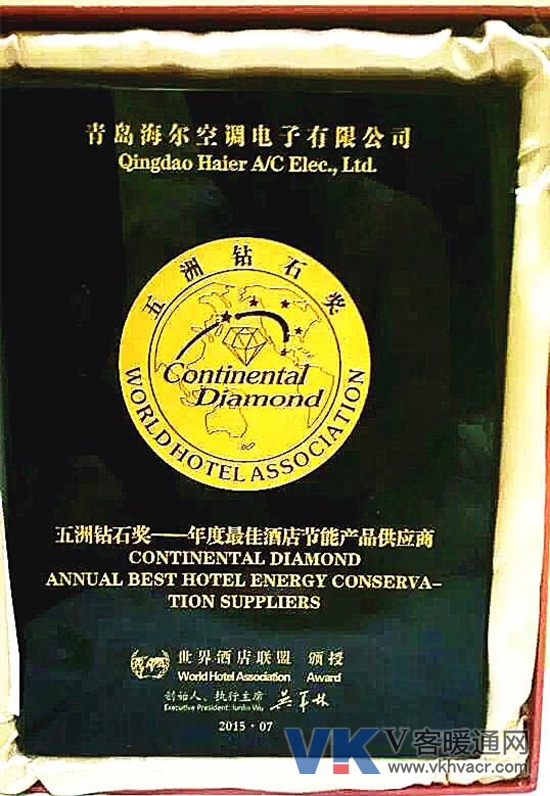 青岛海尔空调电子有限公司
Qingdao Haier A/C Elec., Ltd.
五洲钻石奖
Continental
Diamond
WORLD HOTEL ASSOCIATION
五洲钻石奖——年度最佳酒店节能产品供应商
CONTINENTAL DIAMOND
ANNUAL BEST HOTEL ENERGY CONSERVA-
TION SUPPLIERS
世界酒店联盟 颁授
World Hotel Association Award
创始人、执行主席
Executive President: Junlin Wu
2015·07
VK V客暖通网
www.vkhvacr.com